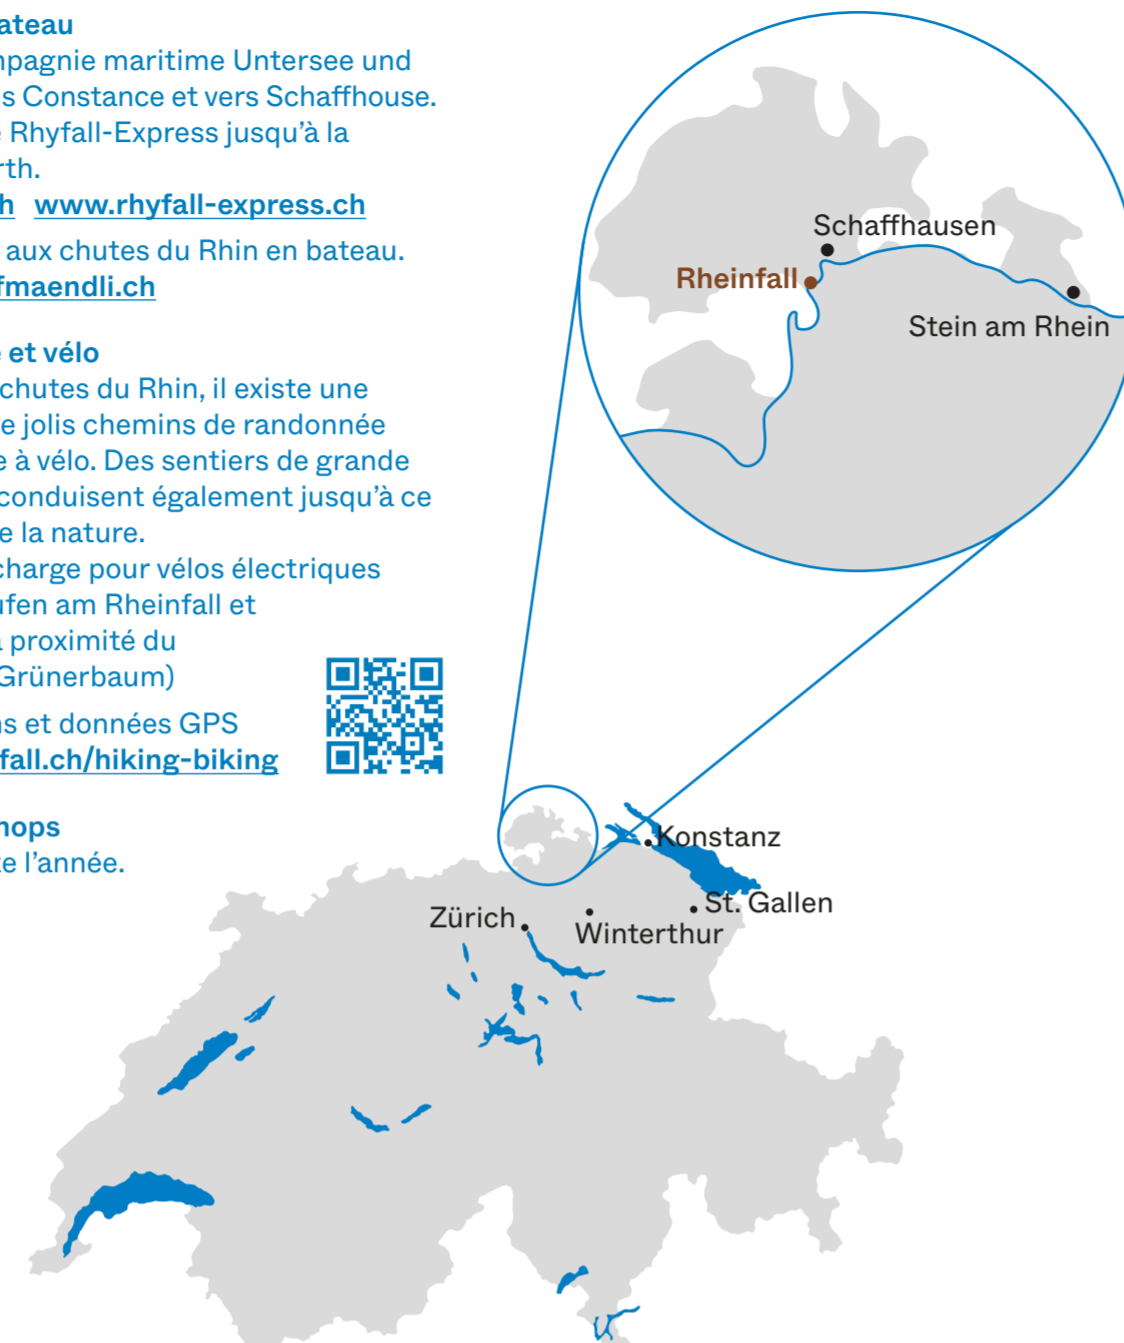 ateau
mpagnie maritime Untersee und
s Constance et vers Schaffhouse.
e Rhyfall-Express jusqu’à la
rth.
h www.rhyfall-express.ch
aux chutes du Rhin en bateau.
fmaendli.ch
e et vélo
chutes du Rhin, il existe une
e jolis chemins de randonnée
e à vélo. Des sentiers de grande
conduisent également jusqu’à ce
e la nature.
charge pour vélos électriques
ufen am Rheinfall et
à proximité du
Grünerbaum)
ns et données GPS
fall.ch/hiking-biking
hops
te l’année.
Schaffhausen
Rheinfall
Stein am Rhein
Konstanz
St. Gallen
Zürich
Winterthur